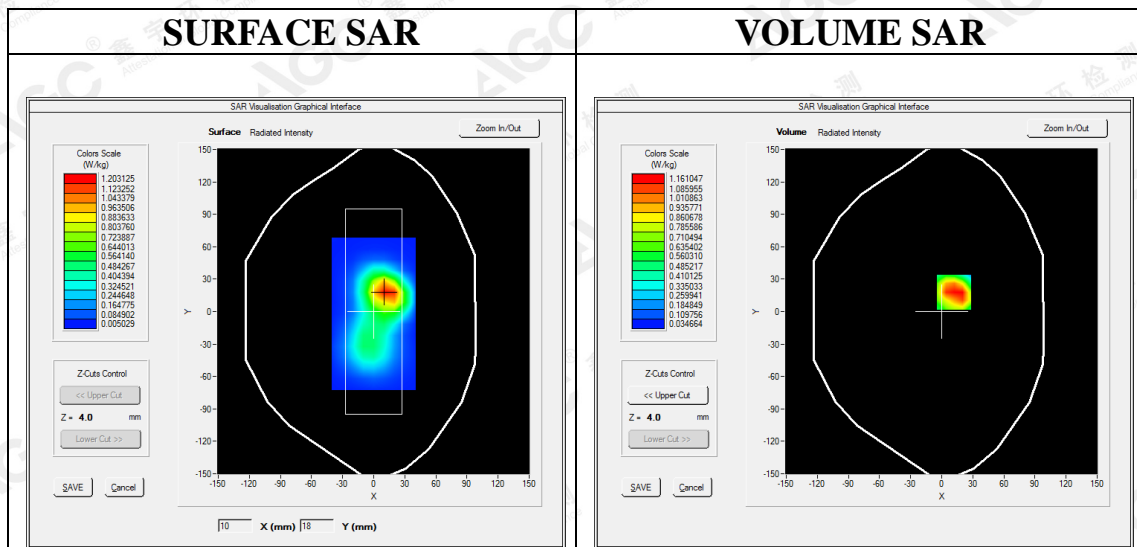 SURFACE SAR
SAR Visualisation Graphical Interface
Surface Radiated Intensity
Zoom In/Out
Colors Scale
(W/kg)
1.203125
1.123252
1.043379
0.963506
0.883633
0.803760
0.723887
0.644013
0.564140
0.484267
0.404394
0.324521
0.244648
0.164775
0.084902
0.005029
Z-Cuts Control
<< Upper Cut
Z = 4.0 mm
Lower Cut >>
SAVE Cancel
150
120
90
60
30
0
-30
-60
-90
-120
-150
Y
-150 -120 -90 -60 -30 0 30 60 90 120 150
X
10 X (mm) 18 Y (mm)
VOLUME SAR
SAR Visualisation Graphical Interface
Volume Radiated Intensity
Zoom In/Out
Colors Scale
(W/kg)
1.161047
1.085955
1.010863
0.935771
0.860678
0.785586
0.710494
0.635402
0.560310
0.485217
0.410125
0.335033
0.259941
0.184849
0.109756
0.034664
Z-Cuts Control
<< Upper Cut
Z = 4.0 mm
Lower Cut >>
SAVE Cancel
150
120
90
60
30
0
-30
-60
-90
-120
-150
Y
-150 -120 -90 -60 -30 0 30 60 90 120 150
X